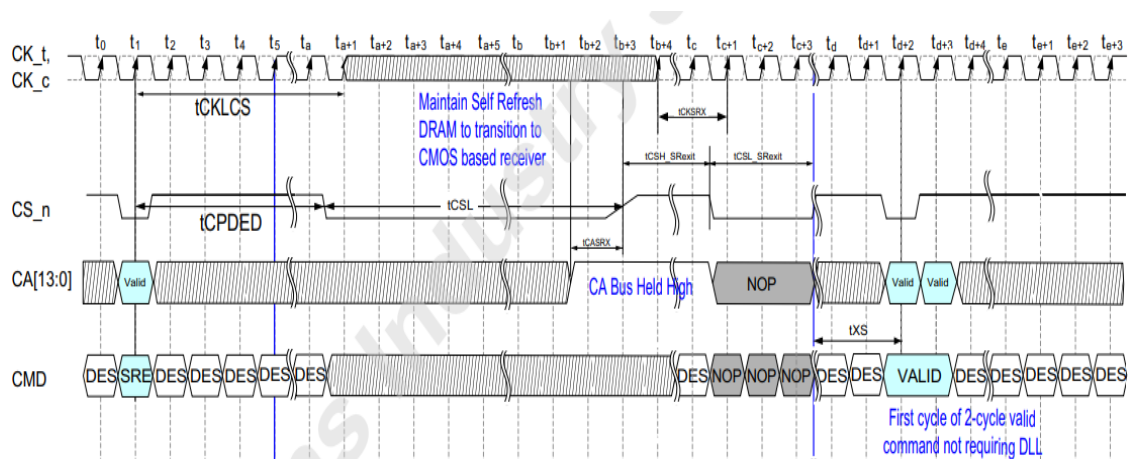 t0 t1 t2 t3 t4 t5 ta ta+1 ta+2 ta+3 ta+4 ta+5 tb tb+1 tb+2 tb+3 tb+4 tc tc+1 tc+2 tc+3 td td+1 td+2 td+3 td+4 te te+1 te+2 te+3
CK_t,
CK_c
tCKLCS
Maintain Self Refresh
DRAM to transition to
CMOS based receiver
tCKSRX
tCSH_SRexit tCSL_SRexit
CS_n
tCPDED
tCSL
tCASRX
CA[13:0]
Valid
CA Bus Held High
NOP
Valid Valid
tXS
CMD
DES SRE DES DES DES DES DES DES NOP NOP NOP DES DES VALID DES DES DES DES DES
First cycle of 2-cycle valid
command not requiring DLL
ns Industry